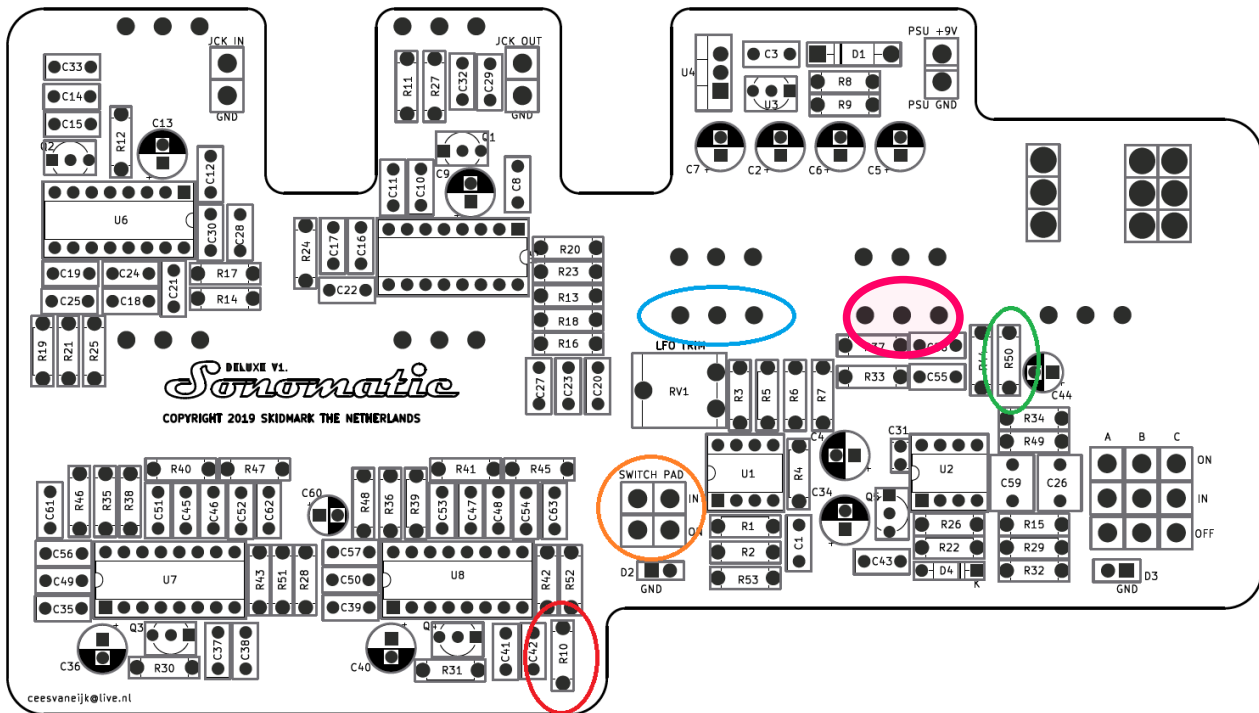 JCK IN
JCK OUT
PSU +9V
C33
C14
C15
R12
C13
Q2
GND
R11
R27
C32
C29
GND
Q1
U4
C3
D1
R8
U3
R9
PSU GND
C7 +
C2 +
C6 +
C5 +
U6
C12
C30
C28
C11
C10
C9
C8
C19
C24
C21
R17
C25
C18
R14
R24
C17
C16
C22
R20
R23
R13
R18
R16
R19
R21
R25
DELUXE V1.
Sonomatic
COPYRIGHT 2019 SKIDMARK THE NETHERLANDS
C27
C23
C20
LFO TRIM
RV1
R3
R5
R6
R7
R37
R33
C55
R50
C44
R34
R49
C31
C4
U1
R4
U2
C59
C26
A B C
ON
IN
OFF
SWITCH PAD
IN
ON
R1
R2
R53
C1
C34
R26
R22
D4
K
C43
R15
R29
R32
D2
GND
D3
GND
R40
R47
C61
R46
R35
R38
C51
C45
C46
C52
C62
C60
R41
R45
R48
R36
R39
C53
C47
C48
C54
C63
C56
C49
C35
U7
R43
R51
R28
C57
C50
C39
U8
R42
R52
Q3
C36
R30
C37
C38
C40
R31
C41
C42
R10
ceesvaneijk@live.nl